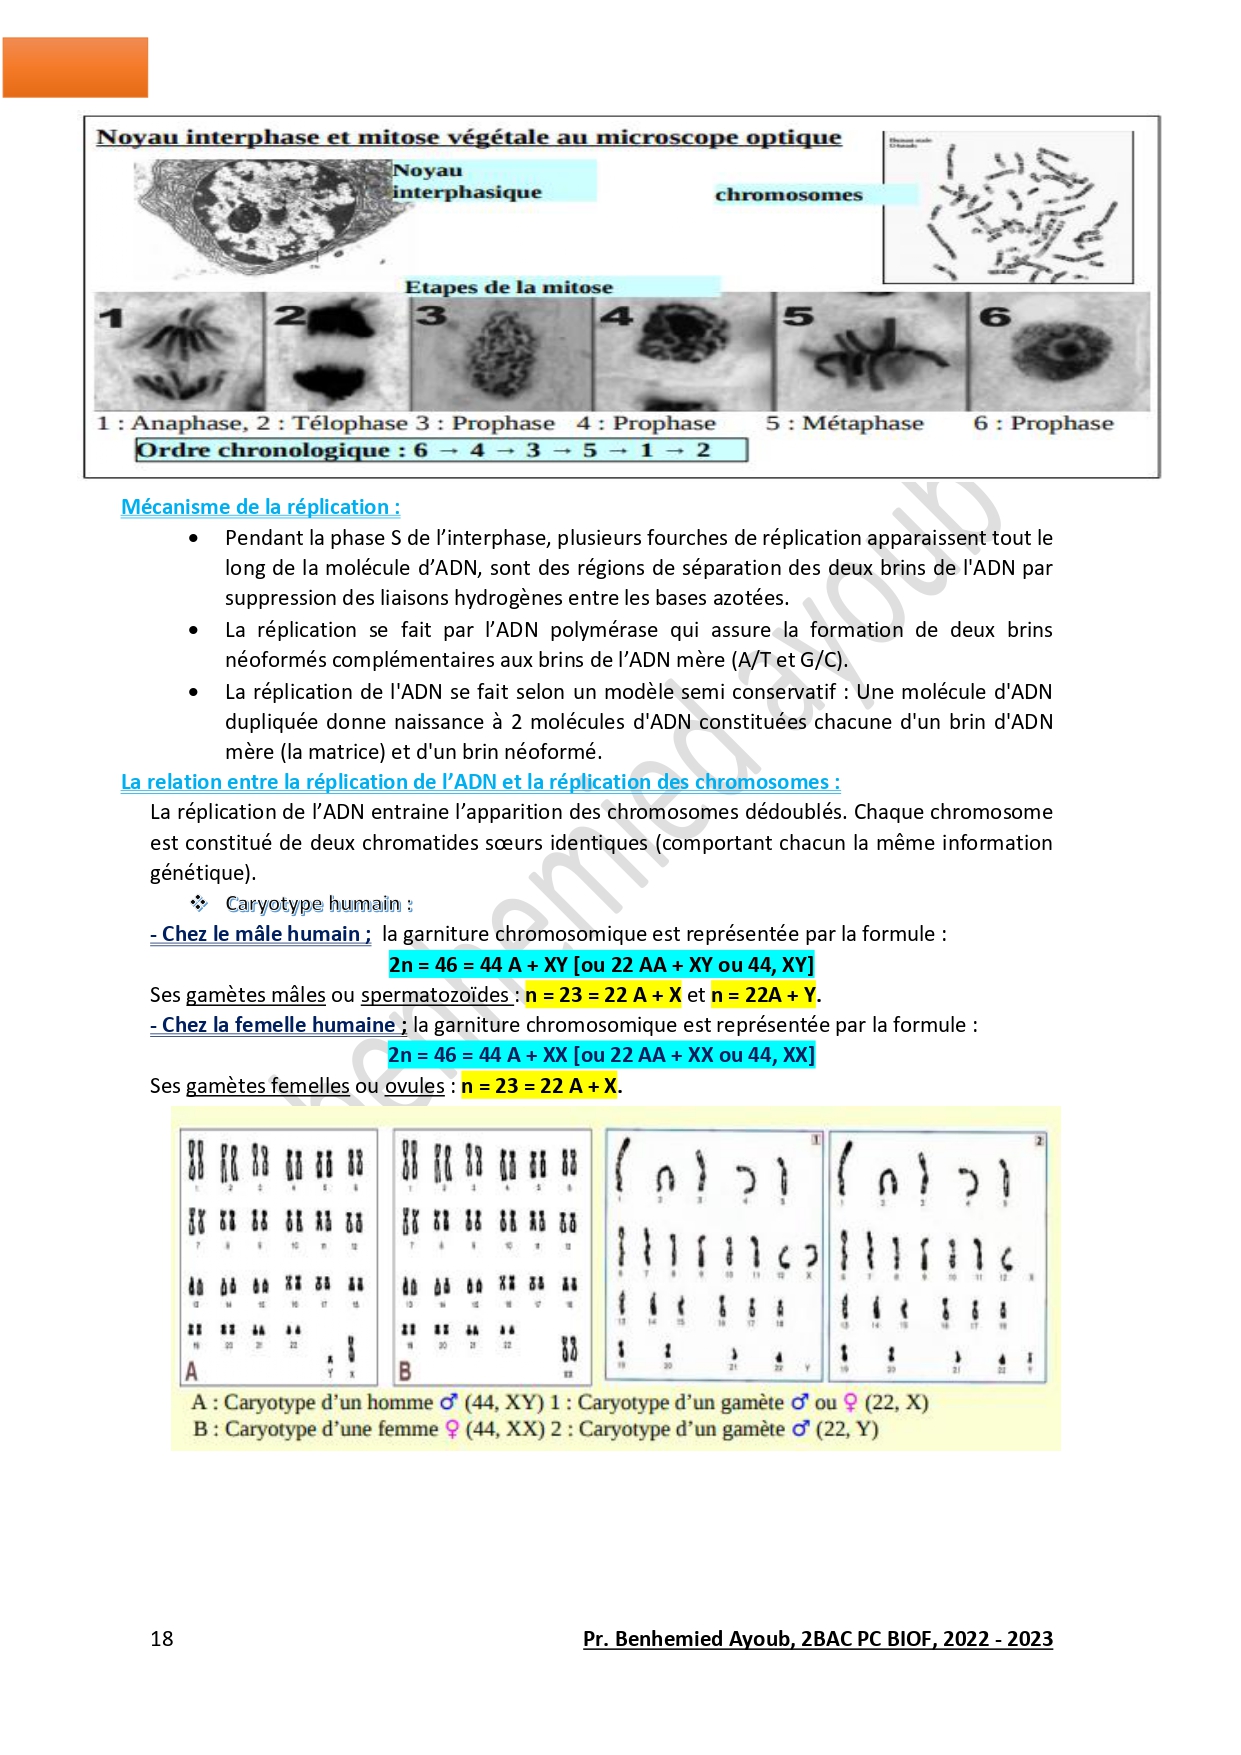 Noyau interphase et mitose végétale au microscope optique
Noyau
interphasique
chromosomes
Etapes de la mitose
1 2 3 4 5 6
1 : Anaphase, 2 : Télophase 3 : Prophase 4 : Prophase 5 : Métaphase 6 : Prophase
Ordre chronologique : 6 → 4 → 3 → 5 → 1 → 2
Mécanisme de la réplication :
• Pendant la phase S de l’interphase, plusieurs fourches de réplication apparaissent tout le
long de la molécule d’ADN, sont des régions de séparation des deux brins de l'ADN par
suppression des liaisons hydrogènes entre les bases azotées.
• La réplication se fait par l’ADN polymérase qui assure la formation de deux brins
néoformés complémentaires aux brins de l’ADN mère (A/T et G/C).
• La réplication de l'ADN se fait selon un modèle semi conservatif : Une molécule d'ADN
dupliquée donne naissance à 2 molécules d'ADN constituées chacune d'un brin d'ADN
mère (la matrice) et d'un brin néoformé.
La relation entre la réplication de l’ADN et la réplication des chromosomes :
La réplication de l’ADN entraine l’apparition des chromosomes dédoublés. Chaque chromosome
est constitué de deux chromatides sœurs identiques (comportant chacun la même information
génétique).
❖ Caryotype humain :
- Chez le mâle humain ; la garniture chromosomique est représentée par la formule :
2n = 46 = 44 A + XY [ou 22 AA + XY ou 44, XY]
Ses gamètes mâles ou spermatozoïdes : n = 23 = 22 A + X et n = 22A + Y.
- Chez la femelle humaine ; la garniture chromosomique est représentée par la formule :
2n = 46 = 44 A + XX [ou 22 AA + XX ou 44, XX]
Ses gamètes femelles ou ovules : n = 23 = 22 A + X.
benhemied ayoub
A B 1 2
A : Caryotype d’un homme ♂ (44, XY) 1 : Caryotype d’un gamète ♂ ou ♀ (22, X)
B : Caryotype d’une femme ♀ (44, XX) 2 : Caryotype d’un gamète ♂ (22, Y)
18 Pr. Benhemied Ayoub, 2BAC PC BIOF, 2022 - 2023